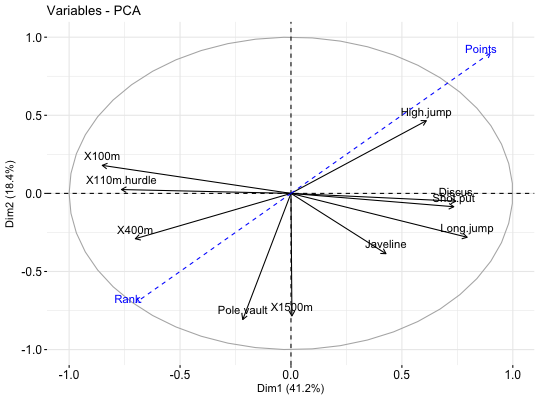 Variables - PCA
Points
High.jump
X100m
X110m.hurdle
Discus
Shot.put
X400m
Long.jump
Javeline
Rank
Pole.vault
X1500m
1.0
0.5
0.0
-0.5
-1.0
-1.0
-0.5
0.0
0.5
1.0
Dim1 (41.2%)
Dim2 (18.4%)